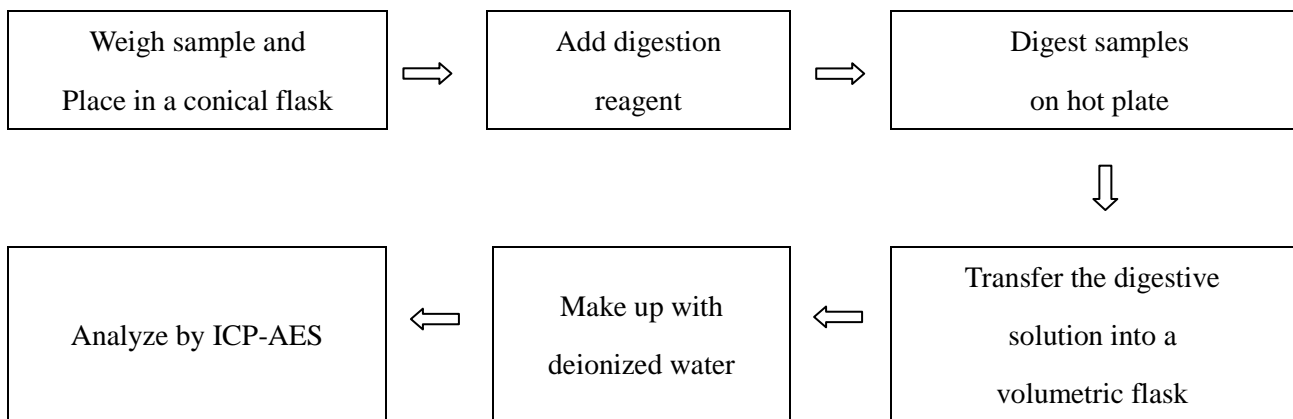 Weigh sample and
Place in a conical flask
Add digestion
reagent
Digest samples
on hot plate
Transfer the digestive
solution into a
volumetric flask
Make up with
deionized water
Analyze by ICP-AES